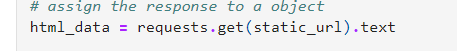 # assign the response to a object
html_data = requests.get(static_url).text